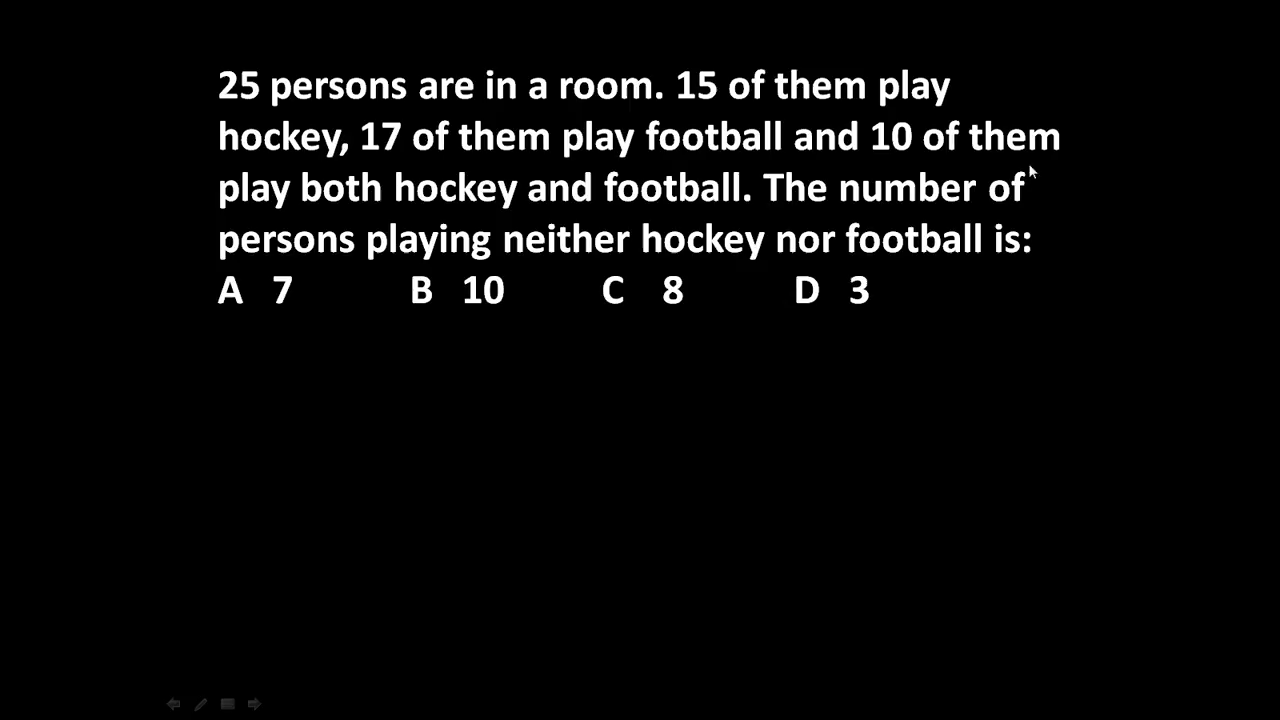 25 persons are in a room. 15 of them play
hockey, 17 of them play football and 10 of them
play both hockey and football. The number of
persons playing neither hockey nor football is:
A 7 B 10 C 8 D 3